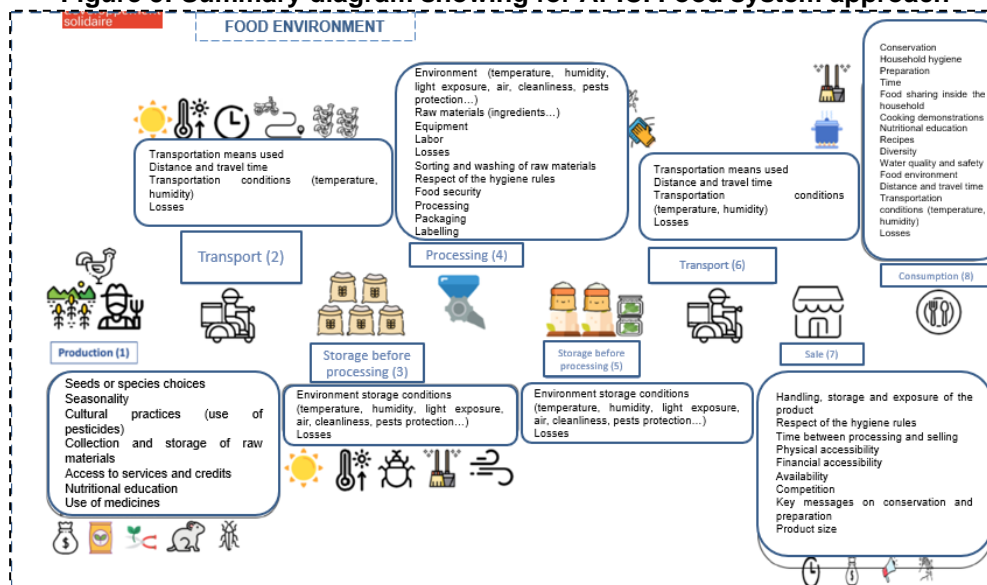 solidaire
FOOD ENVIRONMENT
Transportation means used
Distance and travel time
Transportation conditions (temperature,
humidity)
Losses
Transport (2)
Environment (temperature, humidity,
light exposure, air, cleanliness, pests
protection…)
Raw materials (ingredients…)
Equipment
Labor
Losses
Sorting and washing of raw materials
Respect of the hygiene rules
Food security
Processing
Packaging
Labelling
Processing (4)
Transportation means used
Distance and travel time
Transportation conditions
(temperature, humidity)
Losses
Transport (6)
Conservation
Household hygiene
Preparation
Time
Food sharing inside the
household
Cooking demonstrations
Nutritional education
Recipes
Diversity
Water quality and safety
Food environment
Distance and travel time
Transportation
conditions (temperature,
humidity)
Losses
Consumption (8)
Production (1)
Seeds or species choices
Seasonality
Cultural practices (use of
pesticides)
Collection and storage of raw
materials
Access to services and credits
Nutritional education
Use of medicines
Storage before
processing (3)
Environment storage conditions
(temperature, humidity, light exposure,
air, cleanliness, pests protection…)
Losses
Storage before
processing (5)
Environment storage conditions
(temperature, humidity, light exposure,
air, cleanliness, pests protection…)
Losses
Sale (7)
Handling, storage and exposure of the
product
Respect of the hygiene rules
Time between processing and selling
Physical accessibility
Financial accessibility
Availability
Competition
Key messages on conservation and
preparation
Product size